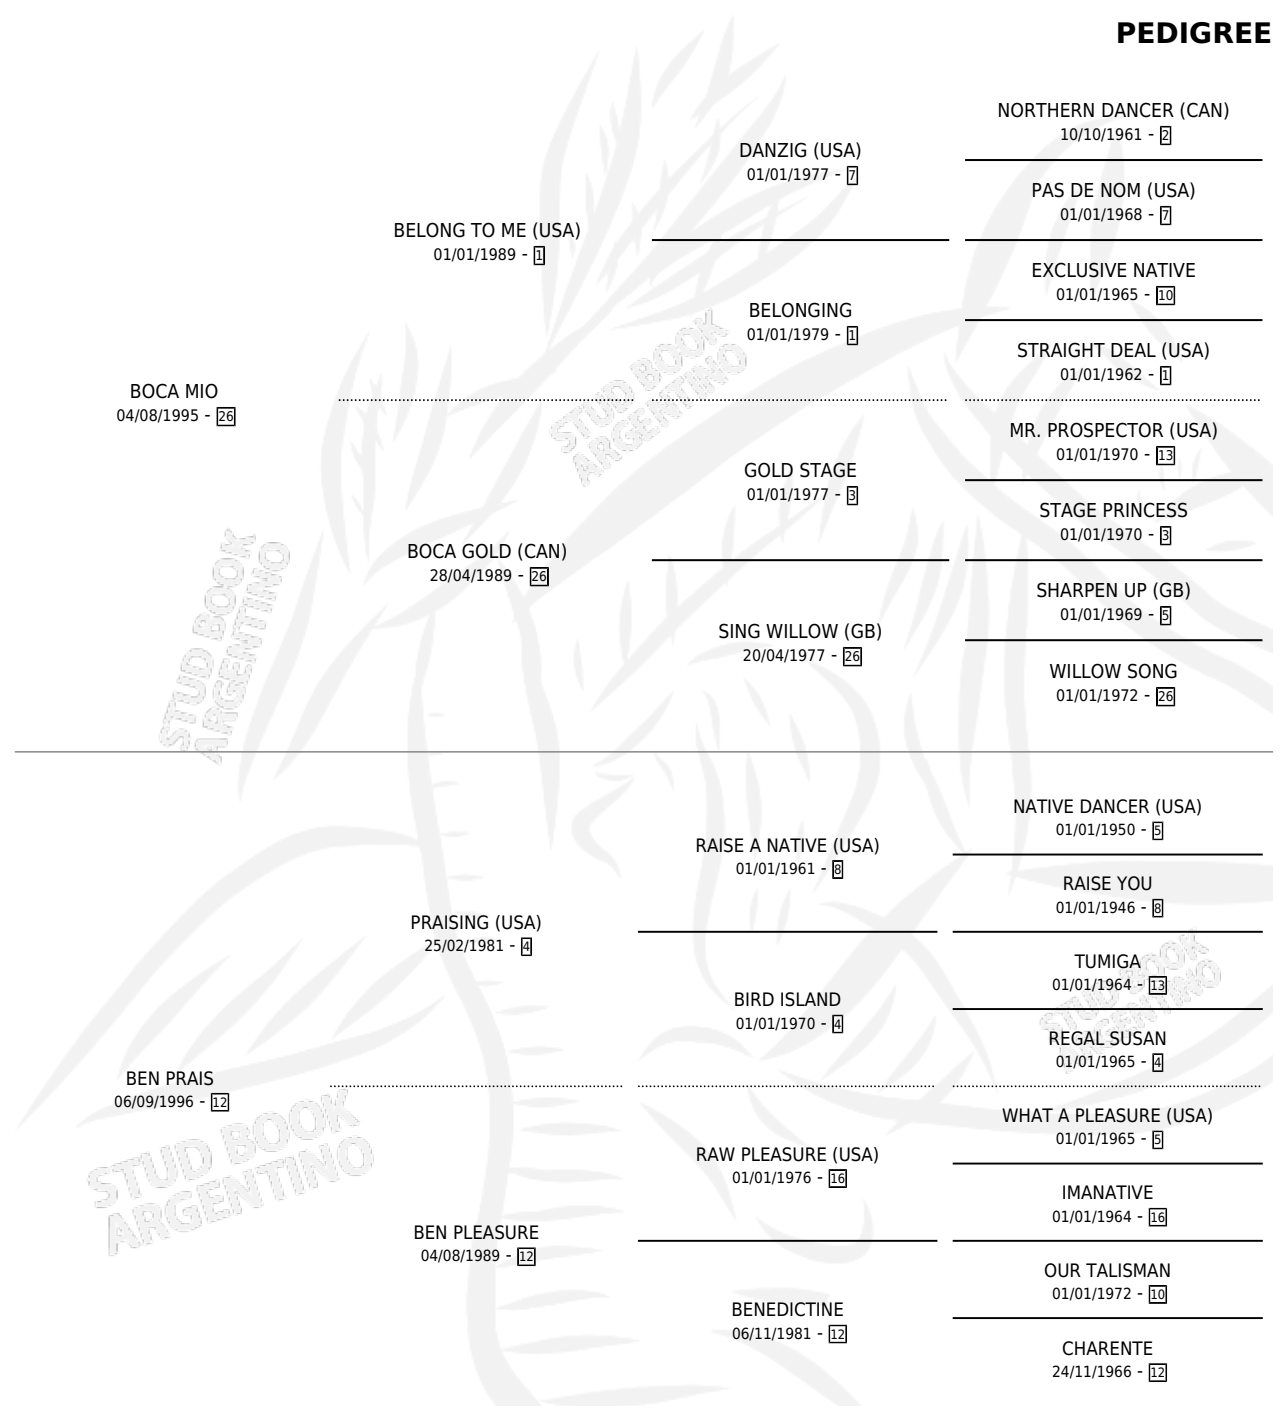 PEDIGREE
NORTHERN DANCER (CAN)
10/10/1961 - 2
DANZIG (USA)
01/01/1977 - 7
PAS DE NOM (USA)
01/01/1968 - 7
BELONG TO ME (USA)
01/01/1989 - 1
EXCLUSIVE NATIVE
01/01/1965 - 10
BELONGING
01/01/1979 - 1
STRAIGHT DEAL (USA)
01/01/1962 - 1
STUD BOOK
ARGENTINO
BOCA MIO
04/08/1995 - 26
MR. PROSPECTOR (USA)
01/01/1970 - 13
GOLD STAGE
01/01/1977 - 3
STAGE PRINCESS
01/01/1970 - 3
BOCA GOLD (CAN)
28/04/1989 - 26
SHARPEN UP (GB)
01/01/1969 - 5
SING WILLOW (GB)
20/04/1977 - 26
WILLOW SONG
01/01/1972 - 26
STUD BOOK
ARGENTINO
NATIVE DANCER (USA)
01/01/1950 - 5
RAISE A NATIVE (USA)
01/01/1961 - 8
RAISE YOU
01/01/1946 - 8
PRAISING (USA)
25/02/1981 - 4
TUMIGA
01/01/1964 - 13
BIRD ISLAND
01/01/1970 - 4
STUD BOOK
ARGENTINO
REGAL SUSAN
01/01/1965 - 4
BEN PRAIS
06/09/1996 - 12
WHAT A PLEASURE (USA)
01/01/1965 - 5
RAW PLEASURE (USA)
01/01/1976 - 16
IMANATIVE
01/01/1964 - 16
STUD BOOK
ARGENTINO
BEN PLEASURE
04/08/1989 - 12
OUR TALISMAN
01/01/1972 - 10
BENEDICTINE
06/11/1981 - 12
CHARENTE
24/11/1966 - 12